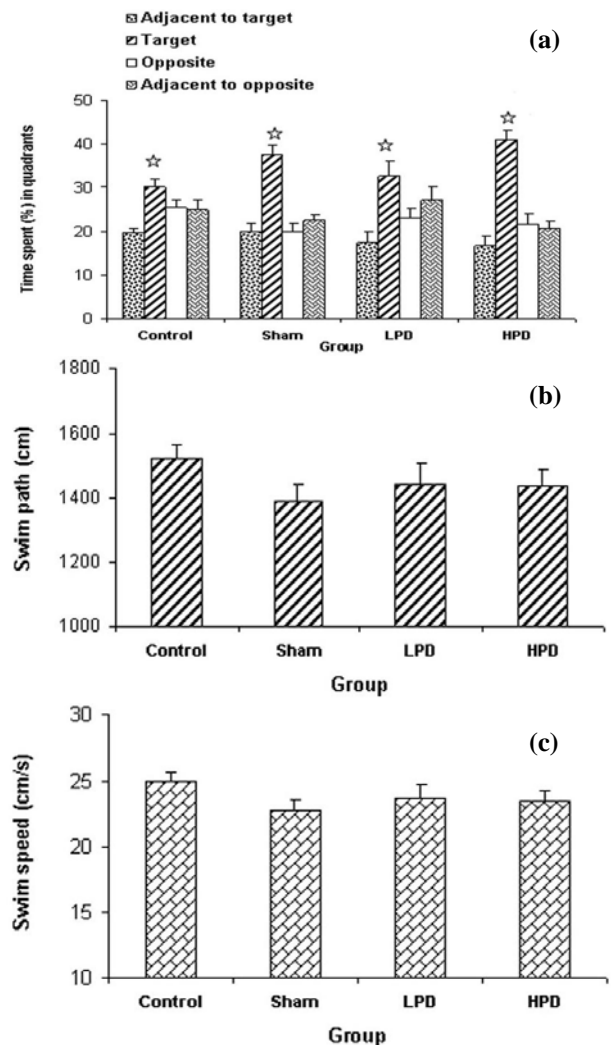 Adjacent to target
Target
Opposite
Adjacent to opposite
(a)
Time spent (%) in quadrants
50
40
30
20
10
0
Control Sham LPD HPD
Group
(b)
Swim path (cm)
1800
1600
1400
1200
1000
Control Sham LPD HPD
Group
(c)
Swim speed (cm/s)
30
25
20
15
10
Control Sham LPD HPD
Group